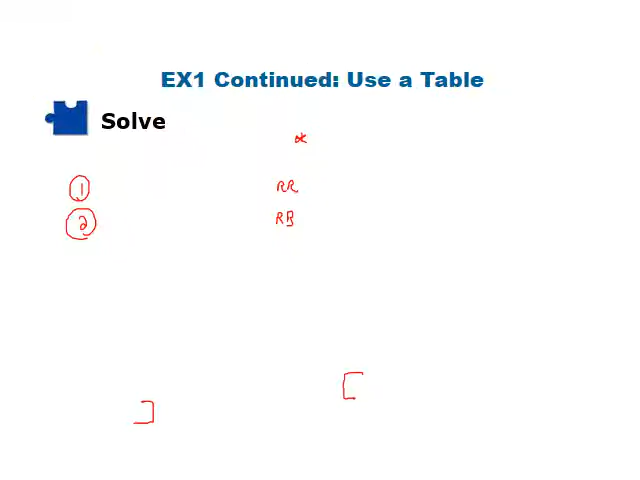 EX1 Continued: Use a Table
Solve
*
1 RR
2 RB
] [